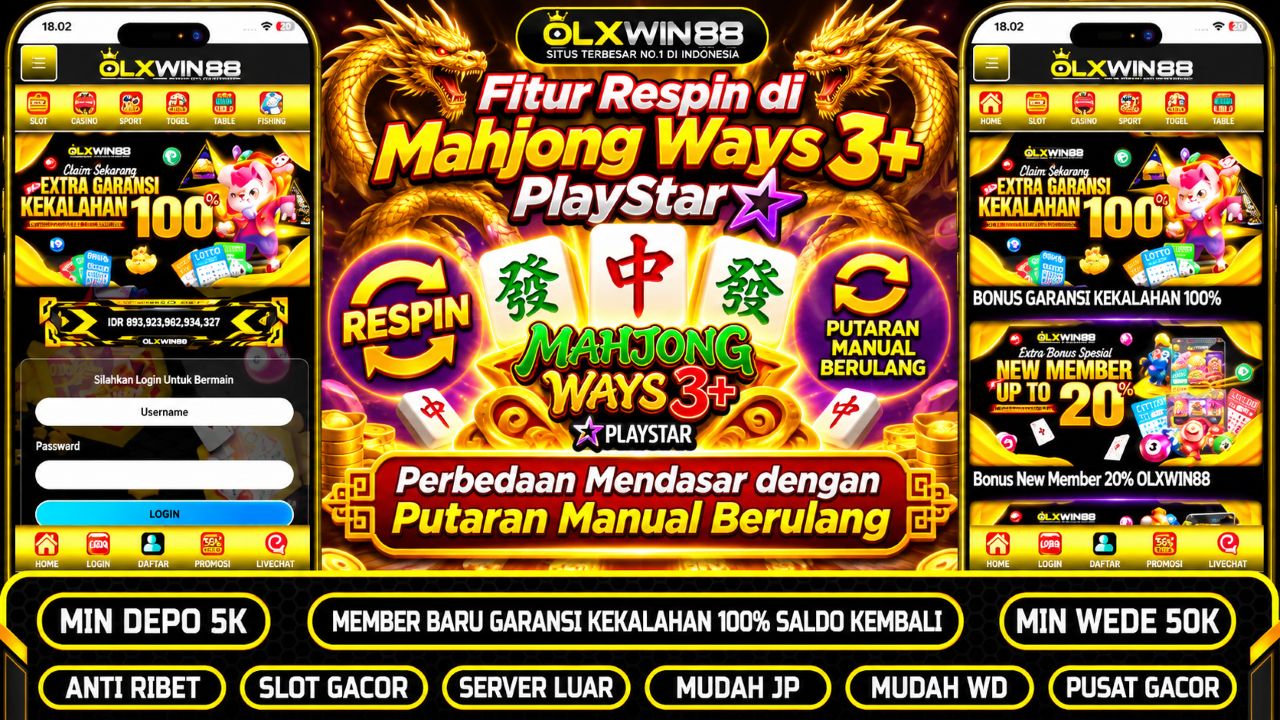 18.02
20
OLXWIN88
SLOT
CASINO
SPORT
TOGEL
TABLE
FISHING
OLXWIN88
Claim Sekarang
EXTRA GARANSI
KEKALAHAN 100%
IDR 893,923,982,934,327
OLXWIN88
Silahkan Login Untuk Bermain
Username
Password
LOGIN
HOME
LOGIN
DAFTAR
PROMOSI
LIVECHAT
OLXWIN88
SITUS TERBESAR NO.1 DI INDONESIA
Fitur Respin di
Mahjong Ways 3+
PlayStar
發
中
發
RESPIN
PUTARAN
MANUAL
BERULANG
MAHJONG
WAYS 3+
PLAYSTAR
中
中
Perbedaan Mendasar dengan
Putaran Manual Berulang
18.02
20
OLXWIN88
HOME
SLOT
CASINO
SPORT
TOGEL
TABLE
OLXWIN88
Claim Sekarang
EXTRA GARANSI
KEKALAHAN 100%
BONUS GARANSI KEKALAHAN 100%
OLXWIN88
Extra Bonus Spesial
NEW MEMBER
UP TO 20%
Bonus New Member 20% OLXWIN88
OLXWIN88
HOME
LOGIN
DAFTAR
PROMOSI
LIVECHAT
MIN DEPO 5K
MEMBER BARU GARANSI KEKALAHAN 100% SALDO KEMBALI
MIN WEDE 50K
ANTI RIBET
SLOT GACOR
SERVER LUAR
MUDAH JP
MUDAH WD
PUSAT GACOR